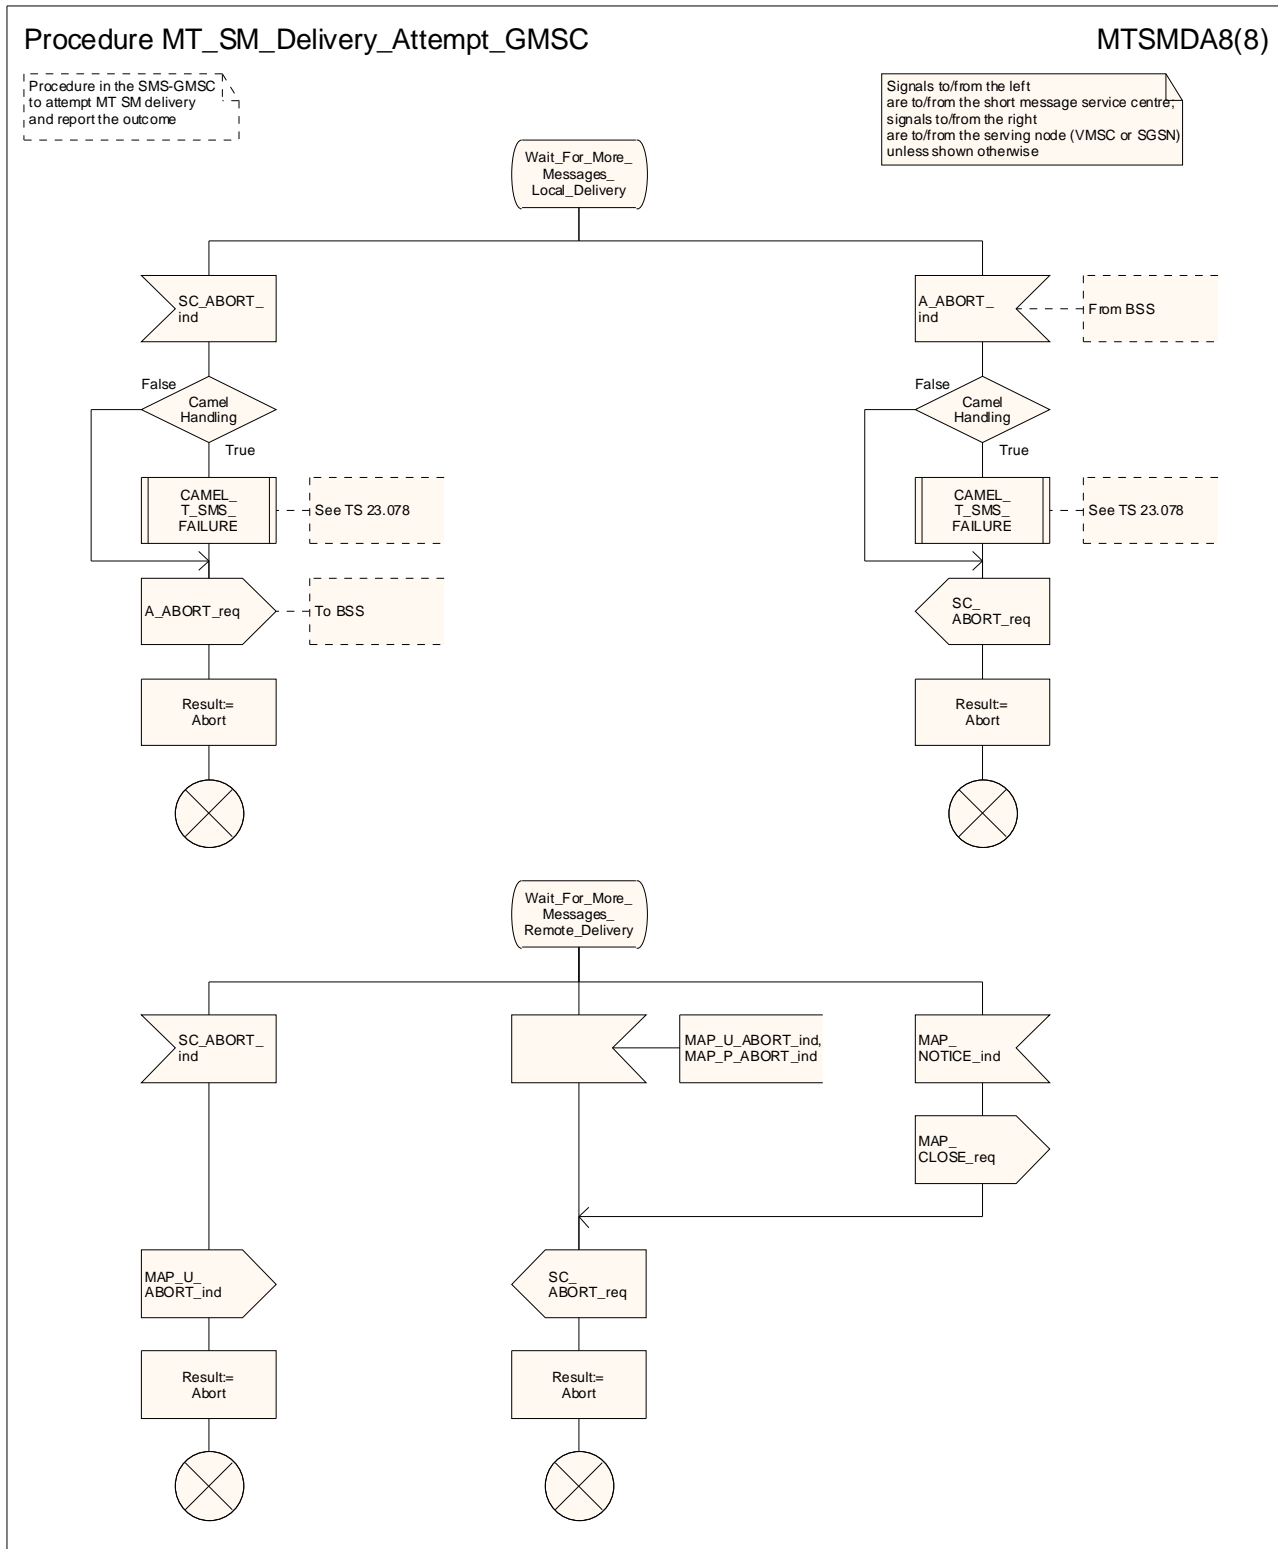 Procedure MT_SM_Delivery_Attempt_GMSC
MTSMDA8(8)
Procedure in the SMS-GMSC
to attempt MT SM delivery
and report the outcome
Signals to/from the left
are to/from the short message service centre;
signals to/from the right
are to/from the serving node (VMSC or SGSN)
unless shown otherwise
Wait_For_More_
Messages_
Local_Delivery
SC_ABORT_
ind
A_ABORT_
ind
From BSS
False
Camel
Handling
True
False
Camel
Handling
True
CAMEL_
T_SMS_
FAILURE
See TS 23.078
CAMEL_
T_SMS_
FAILURE
See TS 23.078
A_ABORT_req
To BSS
SC_
ABORT_req
Result:=
Abort
Result:=
Abort
Wait_For_More_
Messages_
Remote_Delivery
SC_ABORT_
ind
MAP_U_ABORT_ind,
MAP_P_ABORT_ind
MAP_
NOTICE_ind
MAP_
CLOSE_req
MAP_U_
ABORT_ind
SC_
ABORT_req
Result:=
Abort
Result:=
Abort